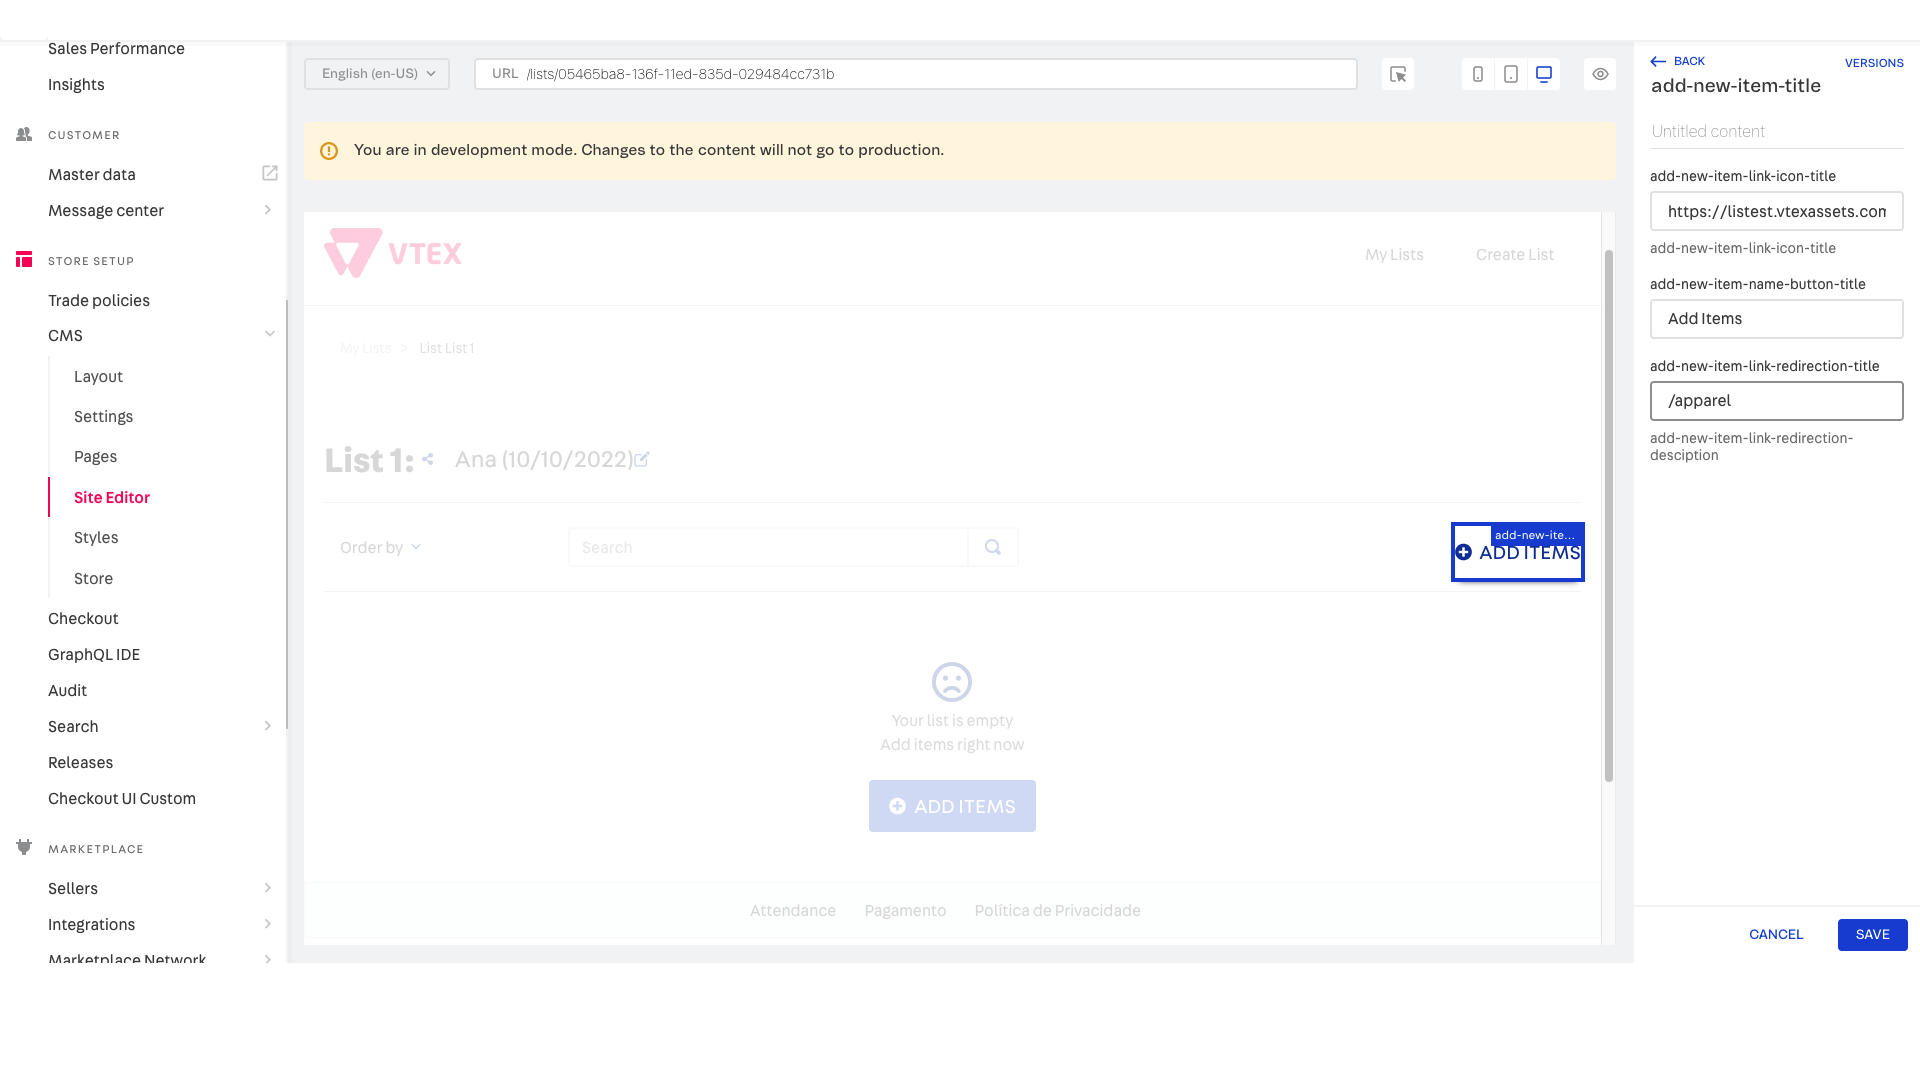 Sales Performance
Insights
CUSTOMER
Master data
Message center
STORE SETUP
Trade policies
CMS
Layout
Settings
Pages
Site Editor
Styles
Store
Checkout
GraphQL IDE
Audit
Search
Releases
Checkout UI Custom
MARKETPLACE
Sellers
Integrations
Marketplace Network
English (en-US)
URL /lists/05465ba8-136f-11ed-835d-029484cc731b
You are in development mode. Changes to the content will not go to production.
VTEX
My Lists
Create List
My Lists > List List 1
List 1: Ana (10/10/2022)
Order by
Search
add-new-ite...
ADD ITEMS
Your list is empty
Add items right now
ADD ITEMS
Attendance
Pagamento
Política de Privacidade
BACK
VERSIONS
add-new-item-title
Untitled content
add-new-item-link-icon-title
https://listest.vtexassets.com
add-new-item-link-icon-title
add-new-item-name-button-title
Add Items
add-new-item-link-redirection-title
/apparel
add-new-item-link-redirection-
desciption
CANCEL
SAVE